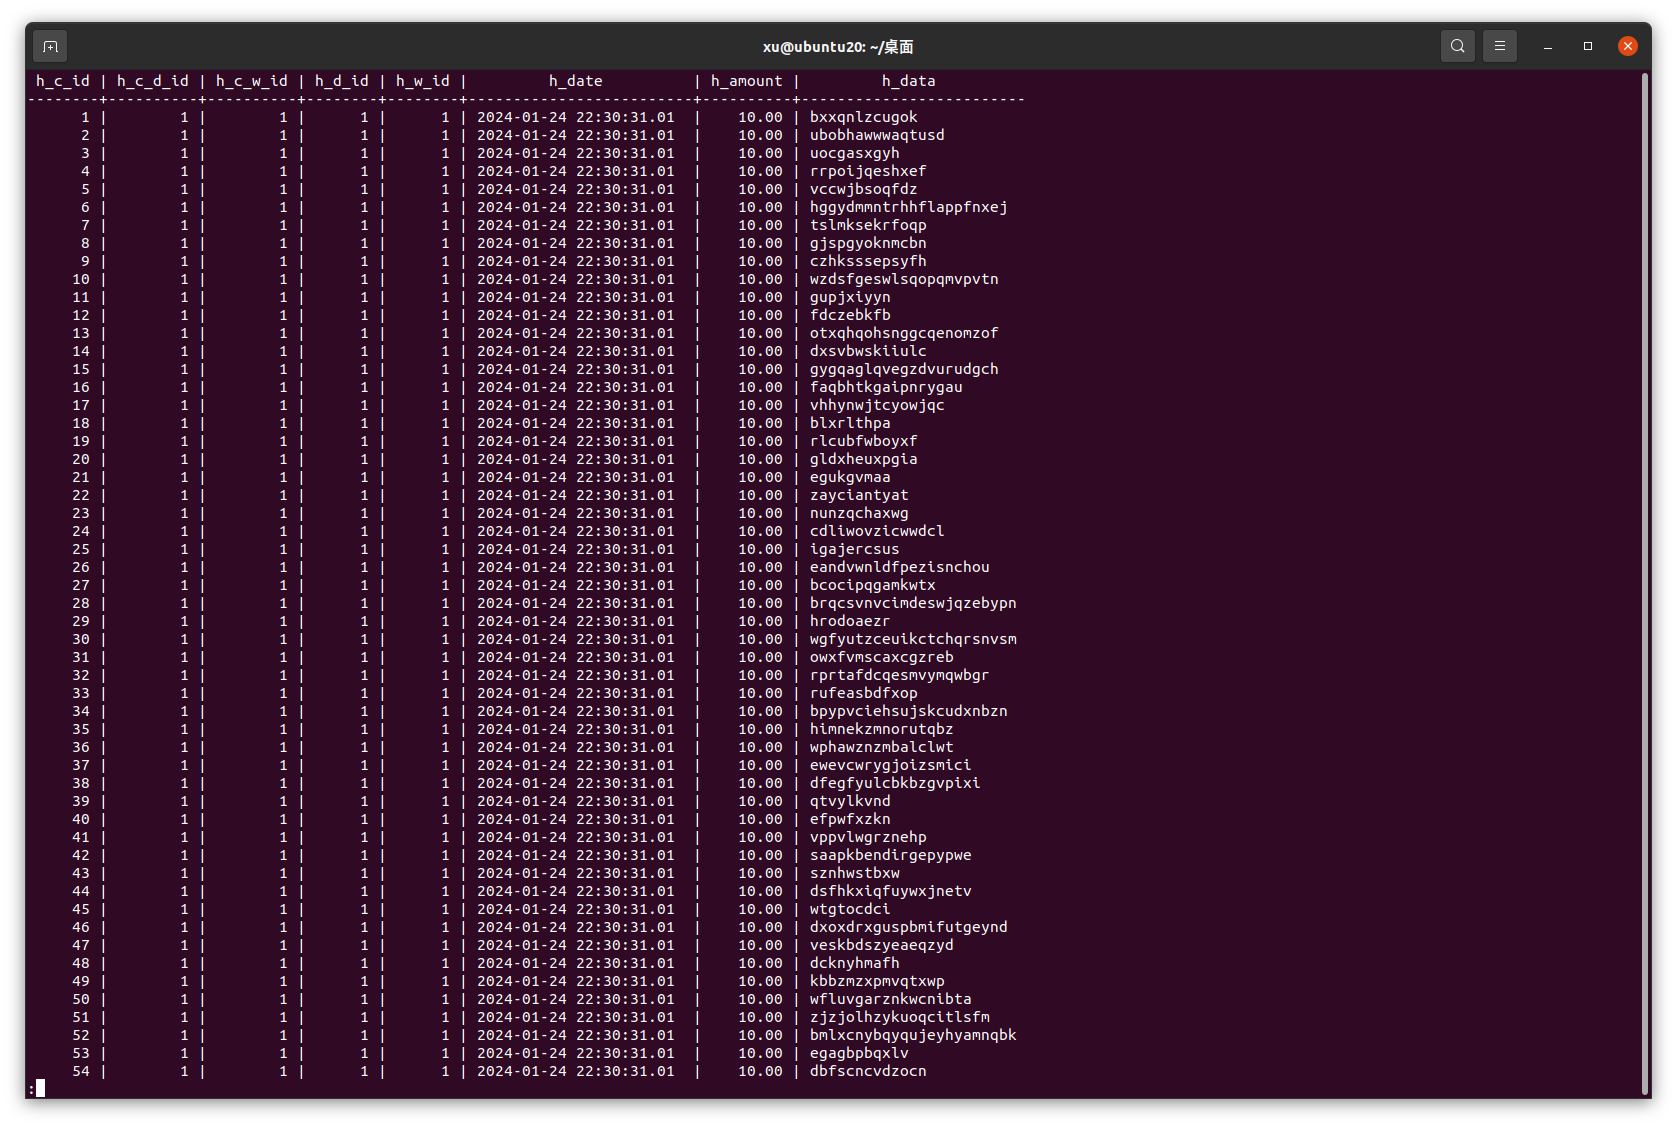 xu@ubuntu20: ~/桌面
h_c_id | h_c_d_id | h_c_w_id | h_d_id | h_w_id |         h_date          | h_amount |         h_data
--------+----------+----------+--------+--------+-------------------------+----------+-------------------------
1 | 1 | 1 | 1 | 1 | 2024-01-24 22:30:31.01 | 10.00 | bxxqnlzcugok
2 | 1 | 1 | 1 | 1 | 2024-01-24 22:30:31.01 | 10.00 | ubobhawwwaqtusd
3 | 1 | 1 | 1 | 1 | 2024-01-24 22:30:31.01 | 10.00 | uocgasxgyh
4 | 1 | 1 | 1 | 1 | 2024-01-24 22:30:31.01 | 10.00 | rrpoijqeshxef
5 | 1 | 1 | 1 | 1 | 2024-01-24 22:30:31.01 | 10.00 | vccwjbsoqfdz
6 | 1 | 1 | 1 | 1 | 2024-01-24 22:30:31.01 | 10.00 | hggydmmntrhhflappfnxej
7 | 1 | 1 | 1 | 1 | 2024-01-24 22:30:31.01 | 10.00 | tslmksekrfoqp
8 | 1 | 1 | 1 | 1 | 2024-01-24 22:30:31.01 | 10.00 | gjspgyoknmcbn
9 | 1 | 1 | 1 | 1 | 2024-01-24 22:30:31.01 | 10.00 | czhksssepsyfh
10 | 1 | 1 | 1 | 1 | 2024-01-24 22:30:31.01 | 10.00 | wzdsfgeswlsqopqmvpvtn
11 | 1 | 1 | 1 | 1 | 2024-01-24 22:30:31.01 | 10.00 | gupjxiyyn
12 | 1 | 1 | 1 | 1 | 2024-01-24 22:30:31.01 | 10.00 | fdczebkfb
13 | 1 | 1 | 1 | 1 | 2024-01-24 22:30:31.01 | 10.00 | otxqhqohsnggcqenomzof
14 | 1 | 1 | 1 | 1 | 2024-01-24 22:30:31.01 | 10.00 | dxsvbwskiiulc
15 | 1 | 1 | 1 | 1 | 2024-01-24 22:30:31.01 | 10.00 | gygqaglqvegzdvurudgch
16 | 1 | 1 | 1 | 1 | 2024-01-24 22:30:31.01 | 10.00 | faqbhtkgaipnrygau
17 | 1 | 1 | 1 | 1 | 2024-01-24 22:30:31.01 | 10.00 | vhhynwjtcyowjqc
18 | 1 | 1 | 1 | 1 | 2024-01-24 22:30:31.01 | 10.00 | blxrlthpa
19 | 1 | 1 | 1 | 1 | 2024-01-24 22:30:31.01 | 10.00 | rlcubfwboyxf
20 | 1 | 1 | 1 | 1 | 2024-01-24 22:30:31.01 | 10.00 | gldxheuxpgia
21 | 1 | 1 | 1 | 1 | 2024-01-24 22:30:31.01 | 10.00 | egukgvmaa
22 | 1 | 1 | 1 | 1 | 2024-01-24 22:30:31.01 | 10.00 | zayciantyat
23 | 1 | 1 | 1 | 1 | 2024-01-24 22:30:31.01 | 10.00 | nunzqchaxwg
24 | 1 | 1 | 1 | 1 | 2024-01-24 22:30:31.01 | 10.00 | cdliwovzicwwdcl
25 | 1 | 1 | 1 | 1 | 2024-01-24 22:30:31.01 | 10.00 | igajercsus
26 | 1 | 1 | 1 | 1 | 2024-01-24 22:30:31.01 | 10.00 | eandvwnldfpezisnchou
27 | 1 | 1 | 1 | 1 | 2024-01-24 22:30:31.01 | 10.00 | bcocipqgamkwtx
28 | 1 | 1 | 1 | 1 | 2024-01-24 22:30:31.01 | 10.00 | brqcsvnvcimdeswjqzebypn
29 | 1 | 1 | 1 | 1 | 2024-01-24 22:30:31.01 | 10.00 | hrodoaezr
30 | 1 | 1 | 1 | 1 | 2024-01-24 22:30:31.01 | 10.00 | wgfyutzceuikctchqrsnvsm
31 | 1 | 1 | 1 | 1 | 2024-01-24 22:30:31.01 | 10.00 | owxfvmscaxcgzreb
32 | 1 | 1 | 1 | 1 | 2024-01-24 22:30:31.01 | 10.00 | rprtafdcqesmvymqwbgr
33 | 1 | 1 | 1 | 1 | 2024-01-24 22:30:31.01 | 10.00 | rufeasbdfxop
34 | 1 | 1 | 1 | 1 | 2024-01-24 22:30:31.01 | 10.00 | bpypvciehsujskcudxnbzn
35 | 1 | 1 | 1 | 1 | 2024-01-24 22:30:31.01 | 10.00 | himnekzmnorutqbz
36 | 1 | 1 | 1 | 1 | 2024-01-24 22:30:31.01 | 10.00 | wphawznzmbalclwt
37 | 1 | 1 | 1 | 1 | 2024-01-24 22:30:31.01 | 10.00 | ewevcwrygjoizsmici
38 | 1 | 1 | 1 | 1 | 2024-01-24 22:30:31.01 | 10.00 | dfegfyulcbkbzgvpixi
39 | 1 | 1 | 1 | 1 | 2024-01-24 22:30:31.01 | 10.00 | qtvylkvnd
40 | 1 | 1 | 1 | 1 | 2024-01-24 22:30:31.01 | 10.00 | efpwfxzkn
41 | 1 | 1 | 1 | 1 | 2024-01-24 22:30:31.01 | 10.00 | vppvlwgrznehp
42 | 1 | 1 | 1 | 1 | 2024-01-24 22:30:31.01 | 10.00 | saapkbendirgepypwe
43 | 1 | 1 | 1 | 1 | 2024-01-24 22:30:31.01 | 10.00 | sznhwstbxw
44 | 1 | 1 | 1 | 1 | 2024-01-24 22:30:31.01 | 10.00 | dsfhkxiqfuywxjnetv
45 | 1 | 1 | 1 | 1 | 2024-01-24 22:30:31.01 | 10.00 | wtgtocdci
46 | 1 | 1 | 1 | 1 | 2024-01-24 22:30:31.01 | 10.00 | dxoxdrxguspbmifutgeynd
47 | 1 | 1 | 1 | 1 | 2024-01-24 22:30:31.01 | 10.00 | veskbdszyeaeqzyd
48 | 1 | 1 | 1 | 1 | 2024-01-24 22:30:31.01 | 10.00 | dcknyhmafh
49 | 1 | 1 | 1 | 1 | 2024-01-24 22:30:31.01 | 10.00 | kbbzmzxpmvqtxwp
50 | 1 | 1 | 1 | 1 | 2024-01-24 22:30:31.01 | 10.00 | wfluvgarznkwcnibta
51 | 1 | 1 | 1 | 1 | 2024-01-24 22:30:31.01 | 10.00 | zjzjolhzykuoqcitlsfm
52 | 1 | 1 | 1 | 1 | 2024-01-24 22:30:31.01 | 10.00 | bmlxcnybqyqujeyhyamnqbk
53 | 1 | 1 | 1 | 1 | 2024-01-24 22:30:31.01 | 10.00 | egagbpbqxlv
54 | 1 | 1 | 1 | 1 | 2024-01-24 22:30:31.01 | 10.00 | dbfscncvdzocn
: